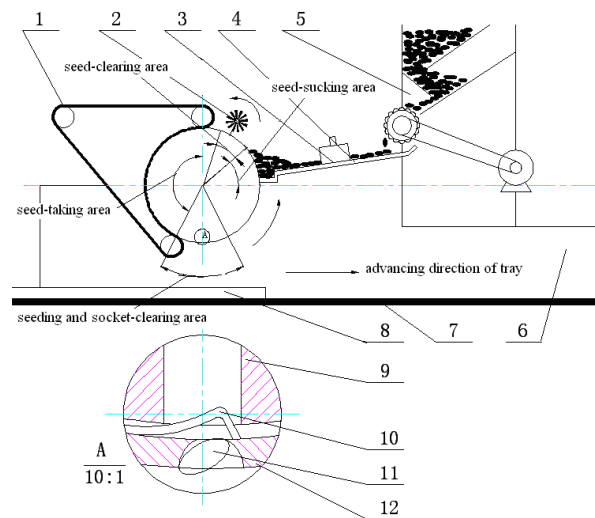 1 2 3 4 5
seed-clearing area
seed-sucking area
seed-taking area
A
advancing direction of tray
seeding and socket-clearing area
8 7 6
9
10
A
10:1
11
12